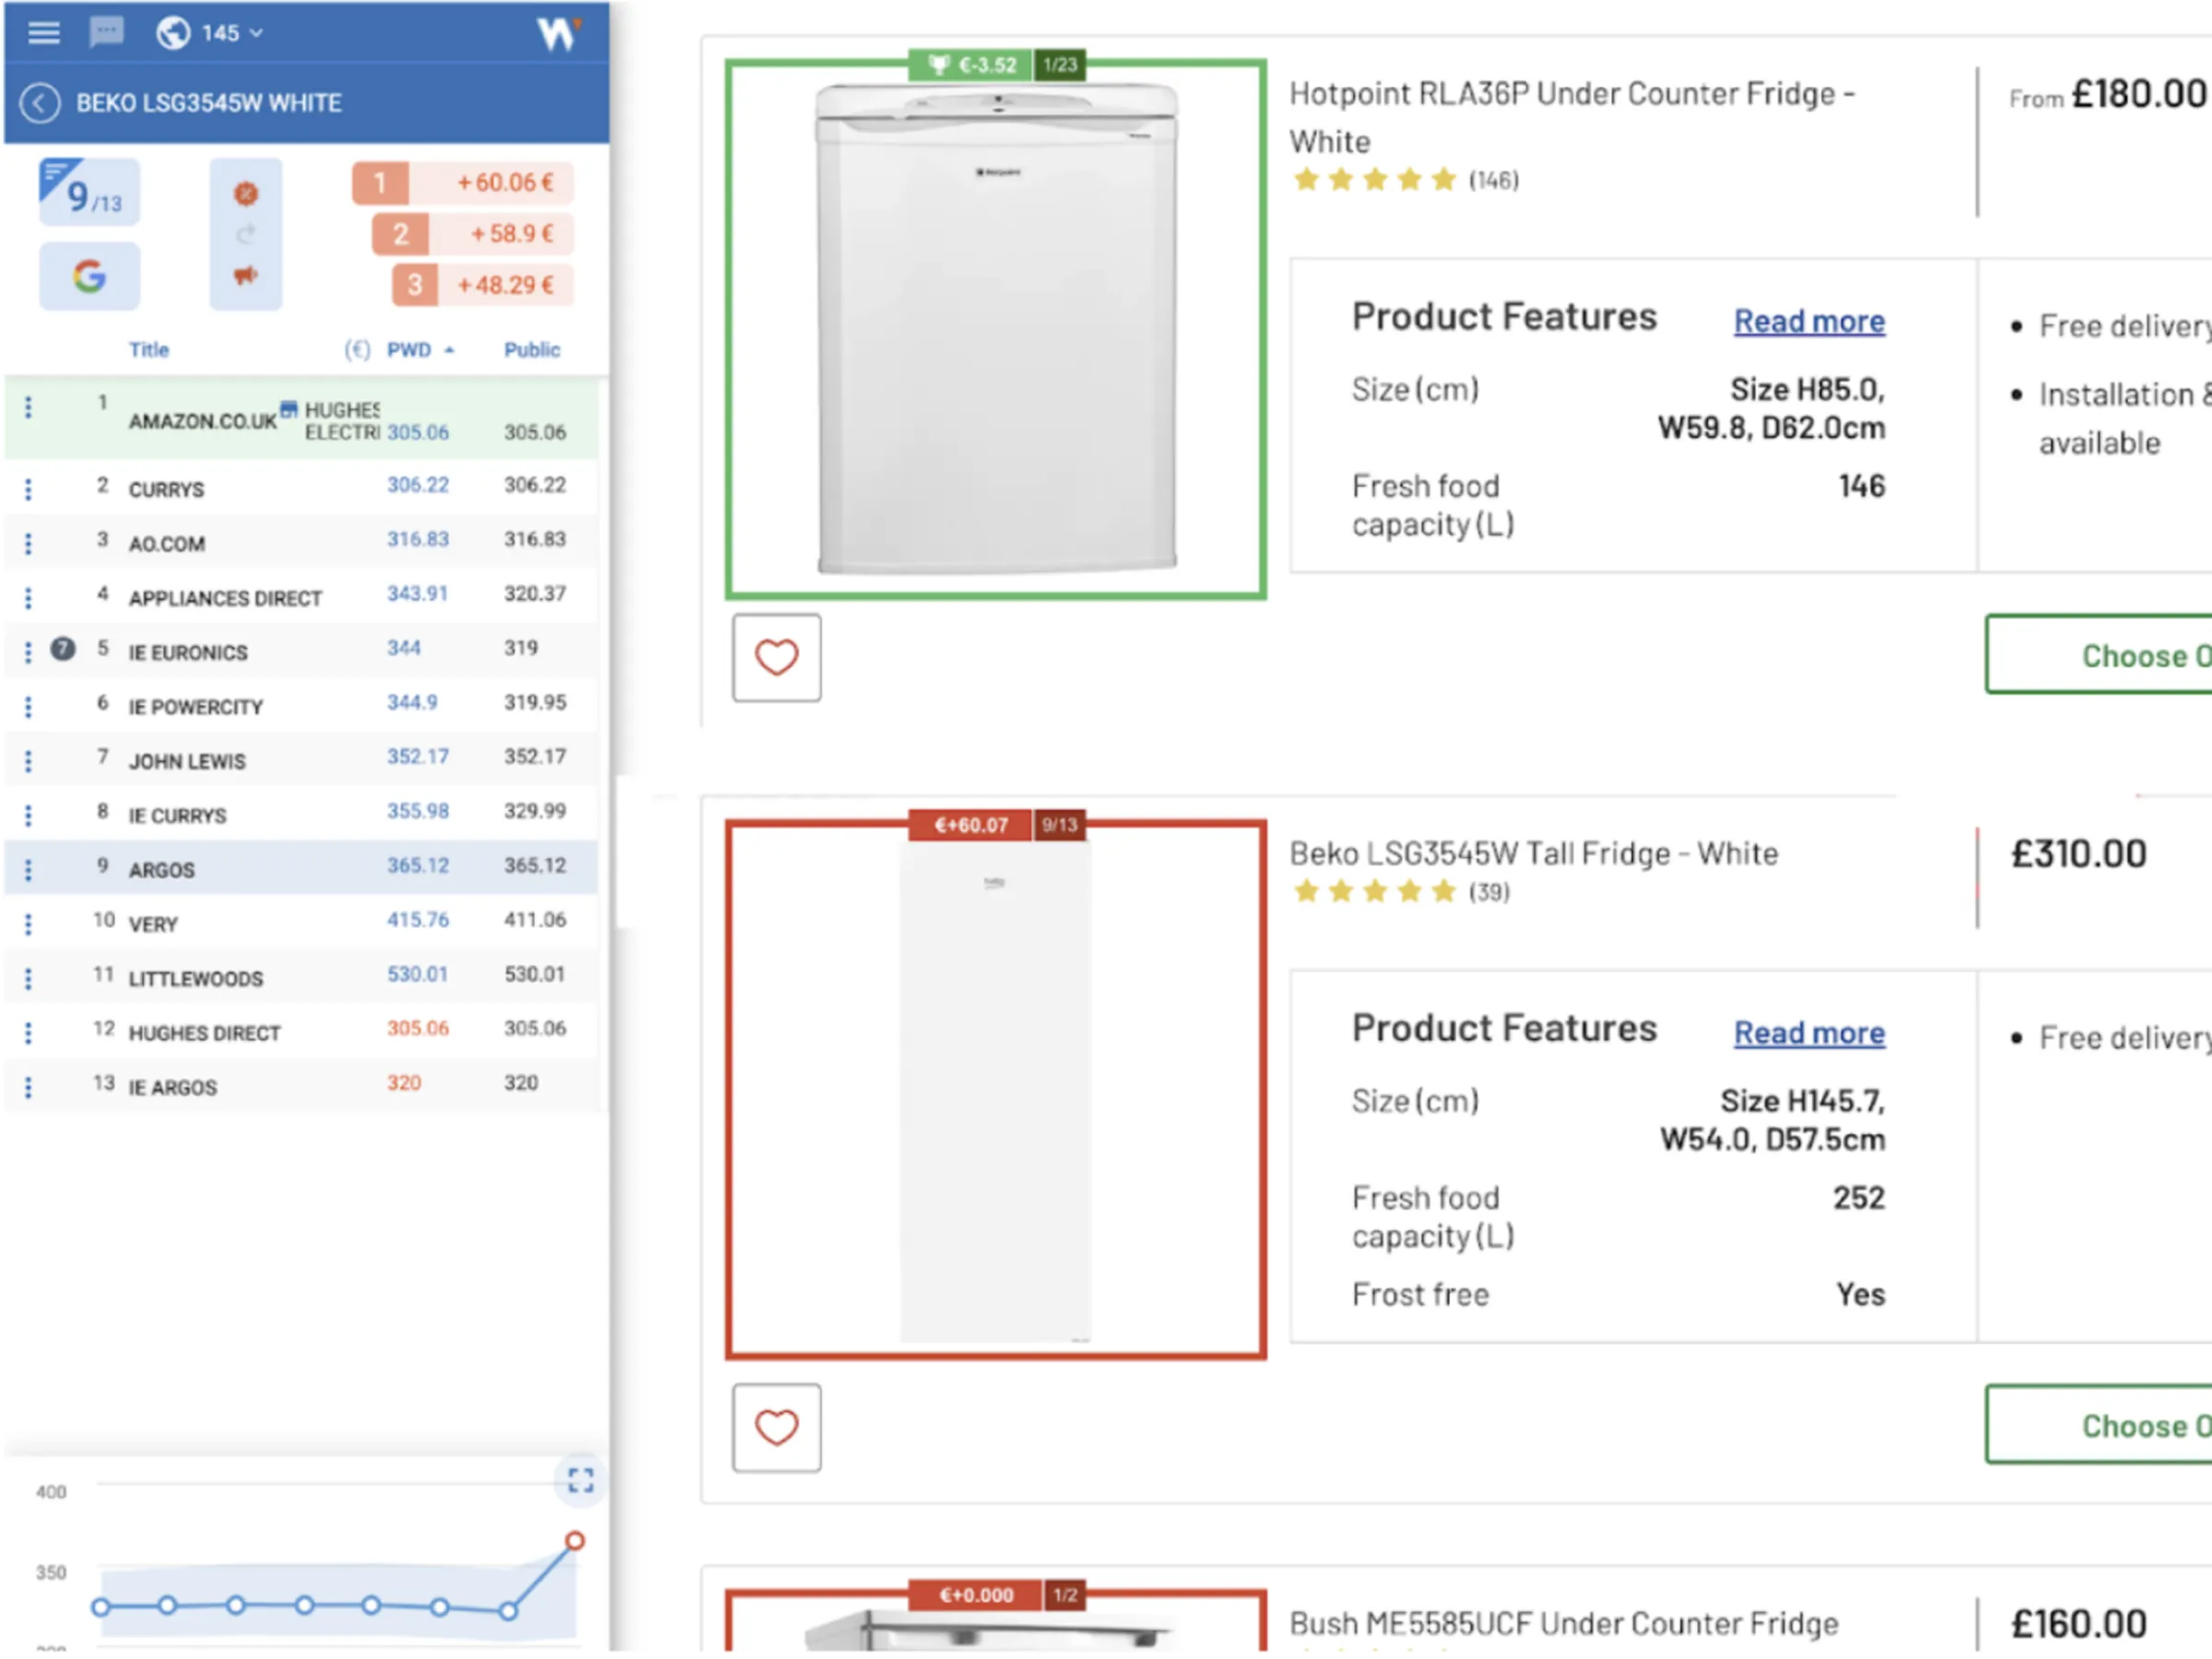 145
BEKO LSG3545W WHITE
9/13
1 +60.06 €
2 +58.9 €
3 +48.29 €
Title (€) PWD Public
1 AMAZON.CO.UK HUGHES ELECTRI 305.06 305.06
2 CURRYS 306.22 306.22
3 AO.COM 316.83 316.83
4 APPLIANCES DIRECT 343.91 320.37
7 5 IE EURONICS 344 319
6 IE POWERCITY 344.9 319.95
7 JOHN LEWIS 352.17 352.17
8 IE CURRYS 355.98 329.99
9 ARGOS 365.12 365.12
10 VERY 415.76 411.06
11 LITTLEWOODS 530.01 530.01
12 HUGHES DIRECT 305.06 305.06
13 IE ARGOS 320 320
400
350
€-3.52 1/23
Hotpoint RLA36P Under Counter Fridge -
White
(146)
From £180.00
Product Features Read more
Size (cm) Size H85.0,
W59.8, D62.0cm
Fresh food 146
capacity (L)
Free delivery
Installation &
available
Choose O
€+60.07 9/13
Beko LSG3545W Tall Fridge - White
(39)
£310.00
Product Features Read more
Size (cm) Size H145.7,
W54.0, D57.5cm
Fresh food 252
capacity (L)
Frost free Yes
Free delivery
Choose O
€+0.000 1/2
Bush ME5585UCF Under Counter Fridge
£160.00